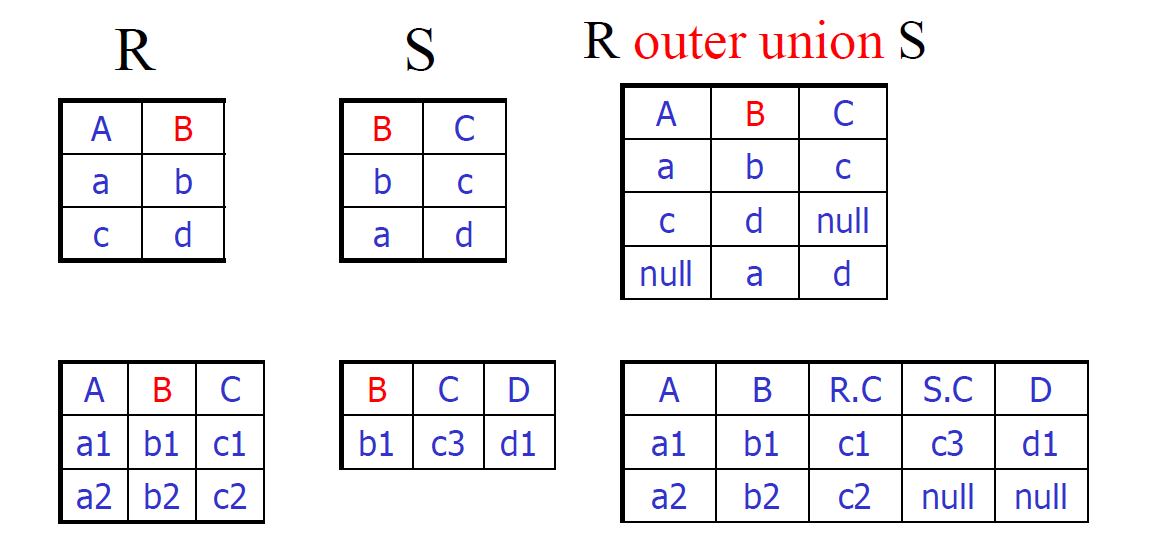 R S R outer union S
A B B C A B C
a b b c a b c
c d a d c d null
null a d
A B C B C D A B R.C S.C D
a1 b1 c1 b1 c3 d1 a1 b1 c1 c3 d1
a2 b2 c2 a2 b2 c2 null null